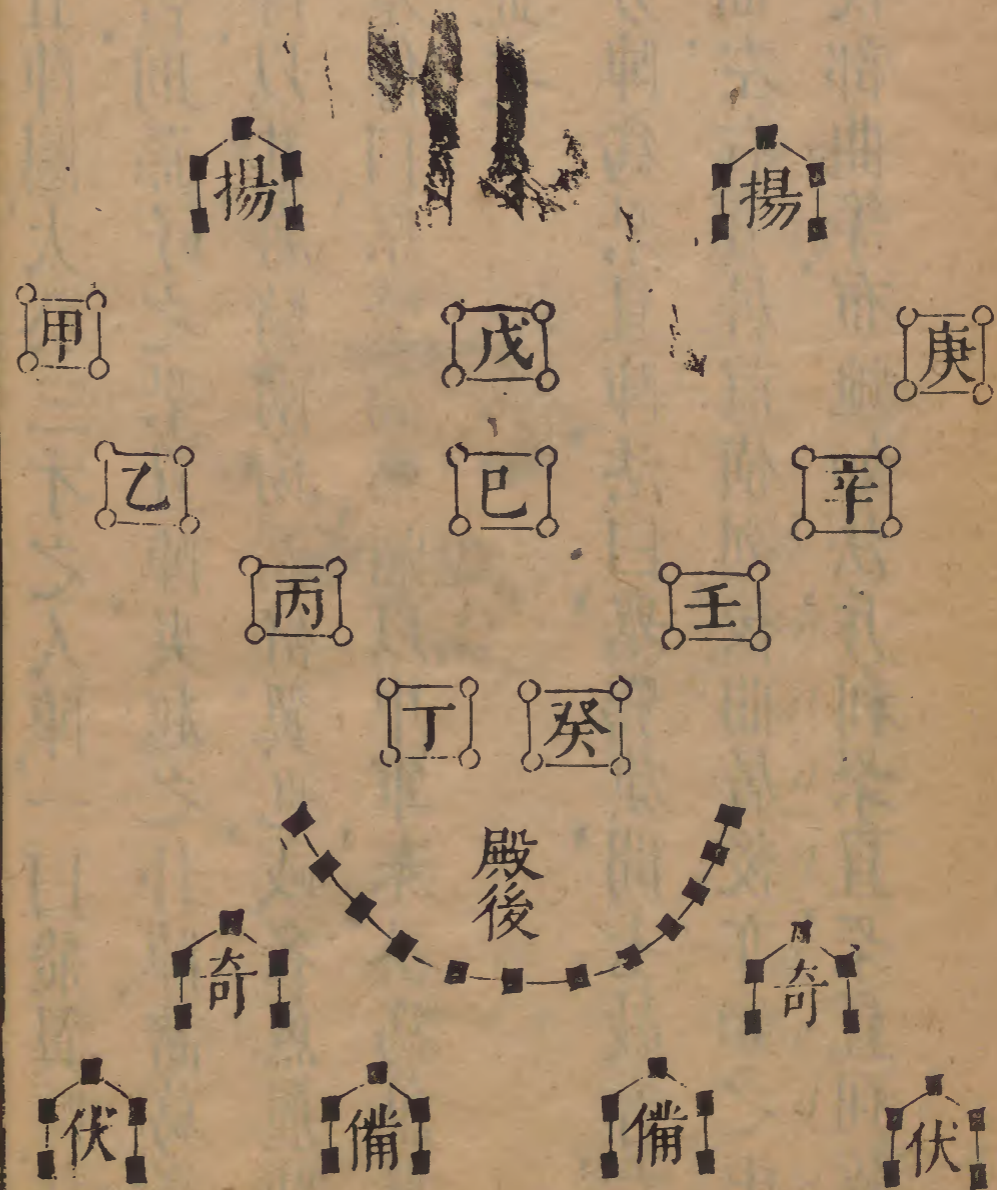 揚
揚
甲
戊
庚
乙
巳
辛
丙
壬
丁
癸
殿後
奇
奇
伏
備
備
伏